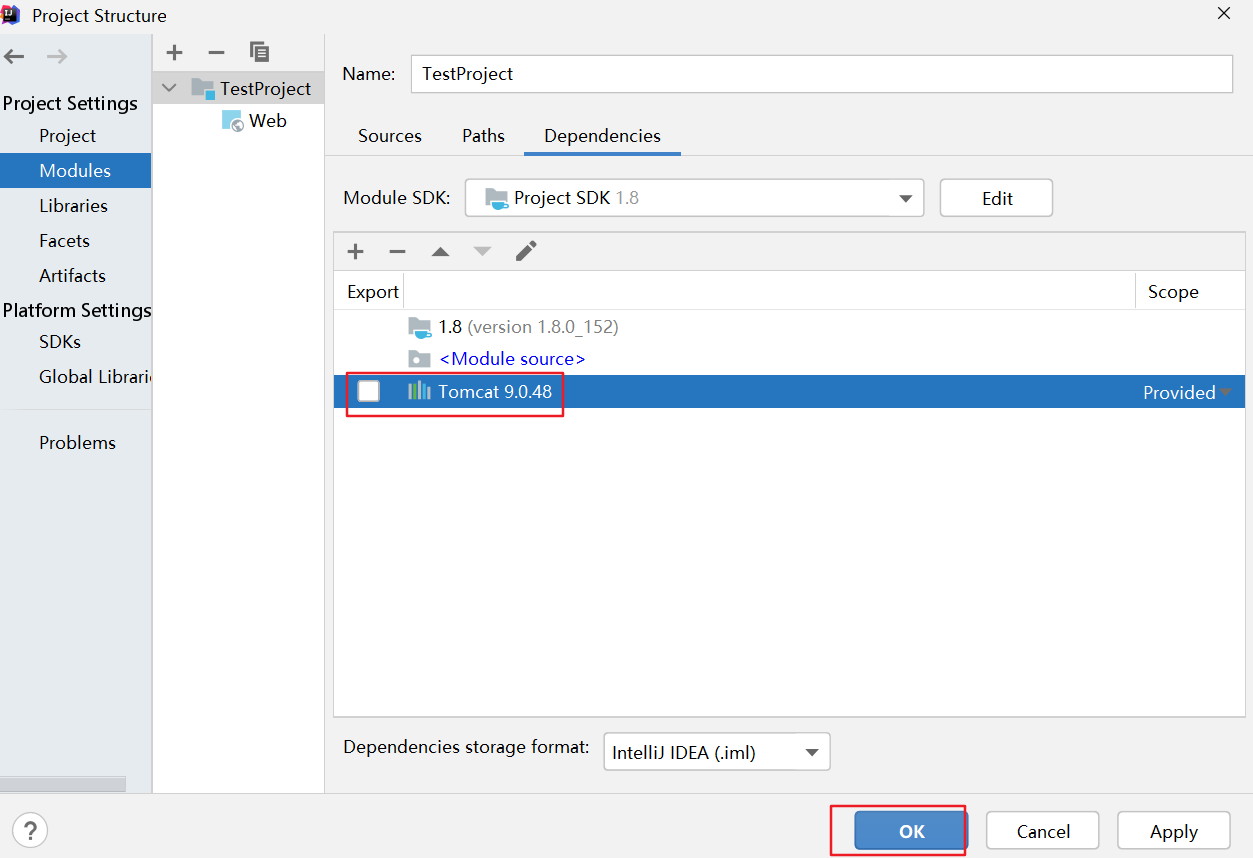 Project Structure
Project Settings
Project
Modules
Libraries
Facets
Artifacts
Platform Settings
SDKs
Global Librari
Problems
TestProject
Web
Name: TestProject
Sources Paths Dependencies
Module SDK: Project SDK 1.8 Edit
Export Scope
1.8 (version 1.8.0_152)
<Module source>
Tomcat 9.0.48 Provided
Dependencies storage format: IntelliJ IDEA (.iml)
? OK Cancel Apply